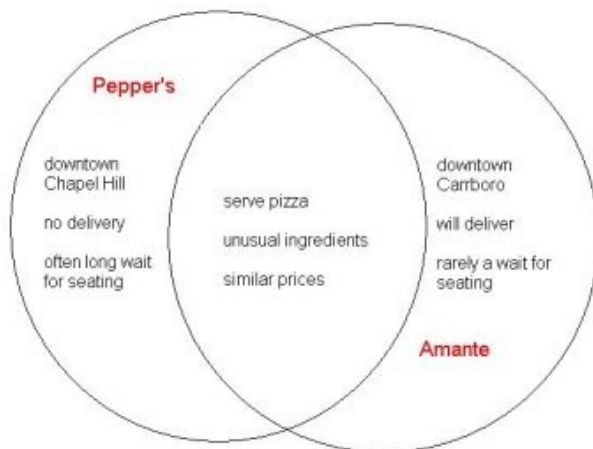 Pepper's
downtown
Chapel Hill
no delivery
often long wait
for seating
serve pizza
unusual ingredients
similar prices
downtown
Carrboro
will deliver
rarely a wait for
seating
Amante